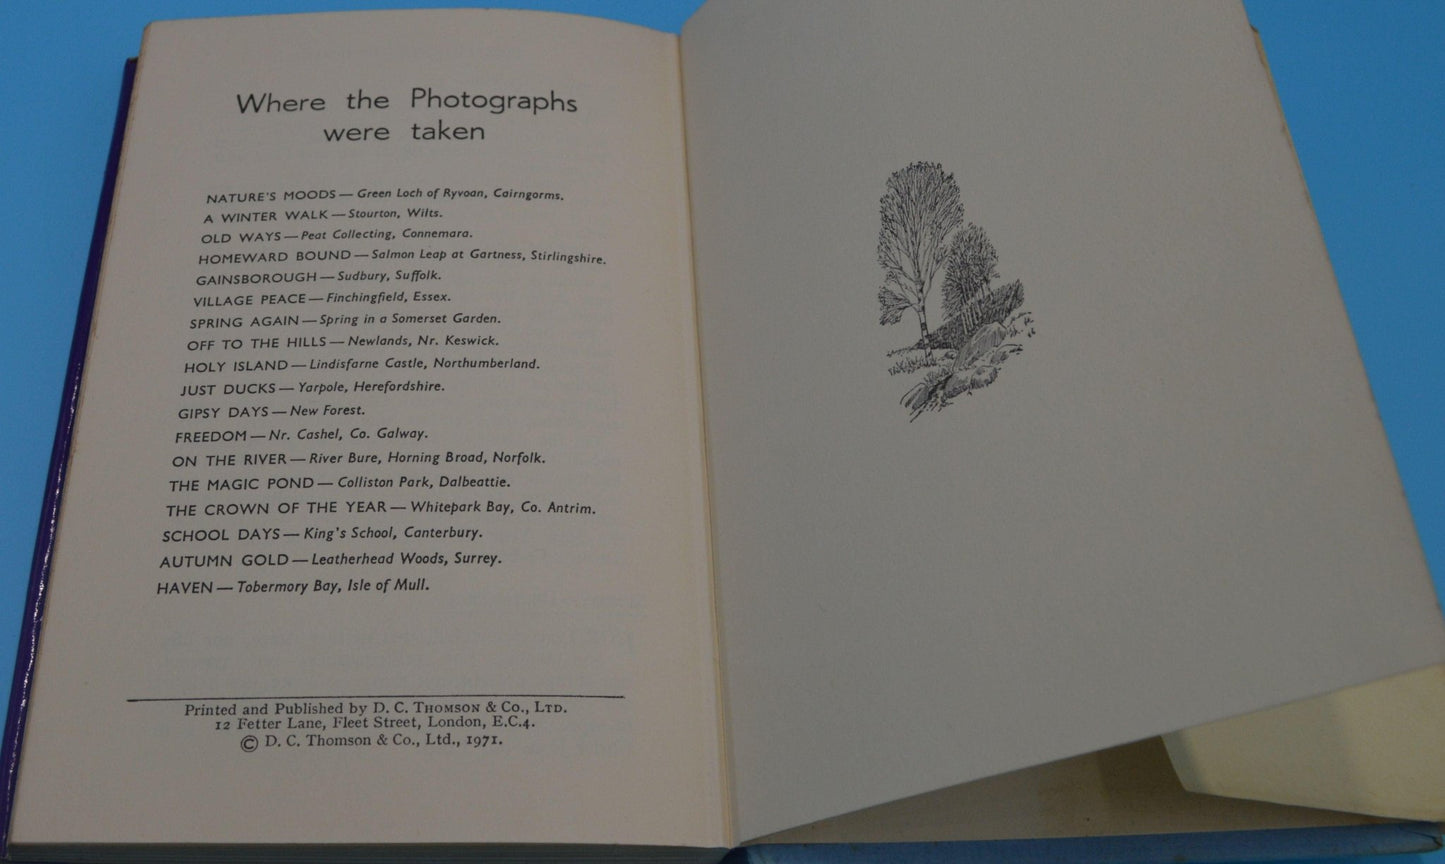 Where the Photographs
were taken
NATURE'S MOODS — Green Loch of Ryvoan, Cairngorms.
A WINTER WALK — Stourton, Wilts.
OLD WAYS — Peat Collecting, Connemara.
HOMEWARD BOUND — Salmon Leap at Gartness, Stirlingshire.
GAINSBOROUGH — Sudbury, Suffolk.
VILLAGE PEACE — Finchingfield, Essex.
SPRING AGAIN — Spring in a Somerset Garden.
OFF TO THE HILLS — Newlands, Nr. Keswick.
HOLY ISLAND — Lindisfarne Castle, Northumberland.
JUST DUCKS — Yarpole, Herefordshire.
GIPSY DAYS — New Forest.
FREEDOM — Nr. Cashel, Co. Galway.
ON THE RIVER — River Bure, Horning Broad, Norfolk.
THE MAGIC POND — Colliston Park, Dalbeattie.
THE CROWN OF THE YEAR — Whitepark Bay, Co. Antrim.
SCHOOL DAYS — King's School, Canterbury.
AUTUMN GOLD — Leatherhead Woods, Surrey.
HAVEN — Tobermory Bay, Isle of Mull.
Printed and Published by D. C. THOMSON & Co., LTD.
12 Fetter Lane, Fleet Street, London, E.C.4.
© D. C. Thomson & Co., Ltd., 1971.